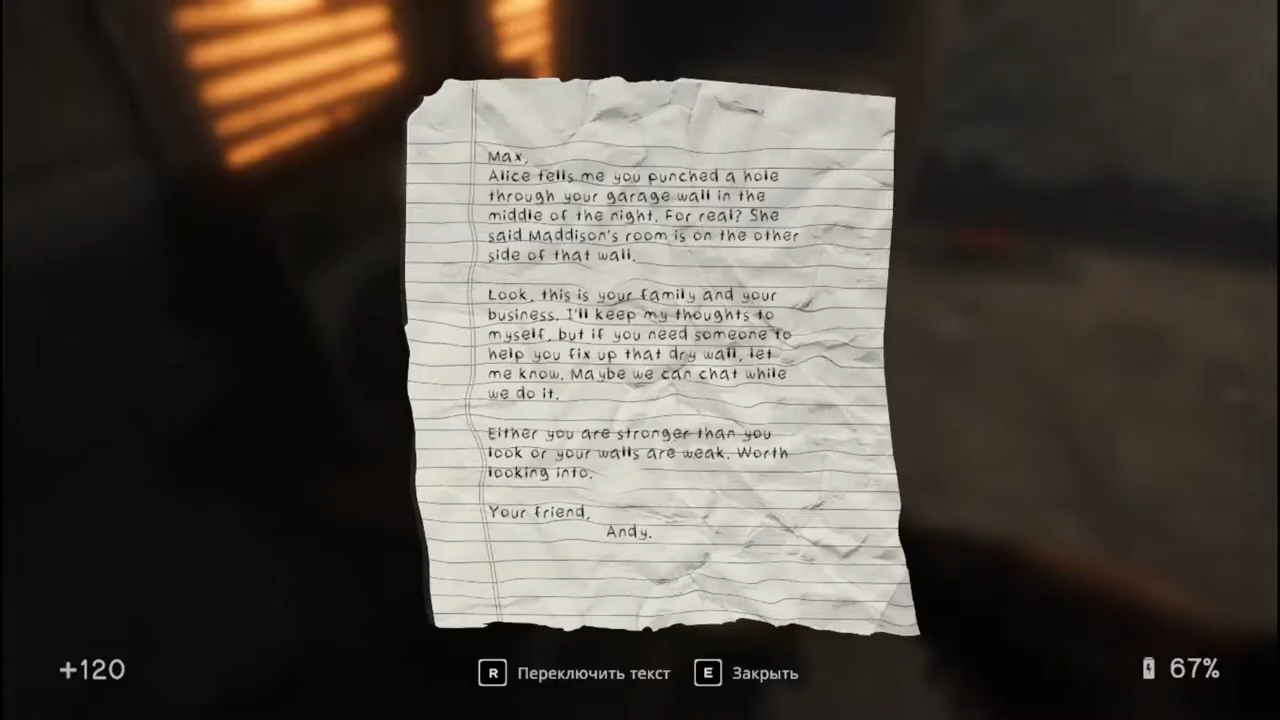 Max,
Alice tells me you punched a hole
through your garage wall in the
middle of the night. For real? She
said Maddison's room is on the other
side of that wall.
Look, this is your family and your
business. I'll keep my thoughts to
myself, but if you need someone to
help you fix up that dry wall, let
me know. Maybe we can chat while
we do it.
Either you are stronger than you
look or your walls are weak. Worth
looking into.
Your friend,
Andy.
+120
R Переключить текст E Закрыть
67%